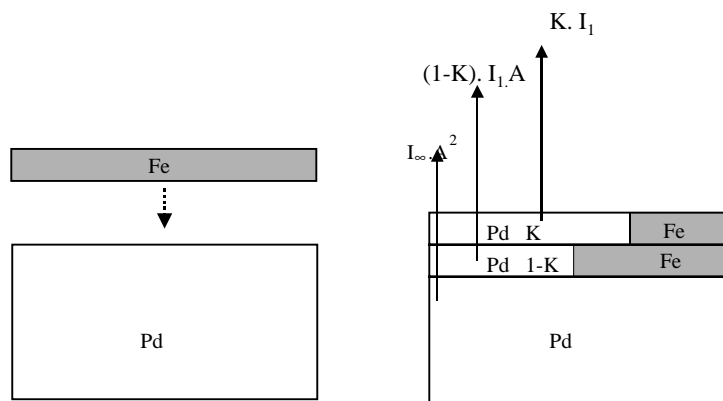 K. I₁
(1-K). I₁.A
I∞.A²
Fe
Pd K Fe
Pd 1-K Fe
Pd
Pd